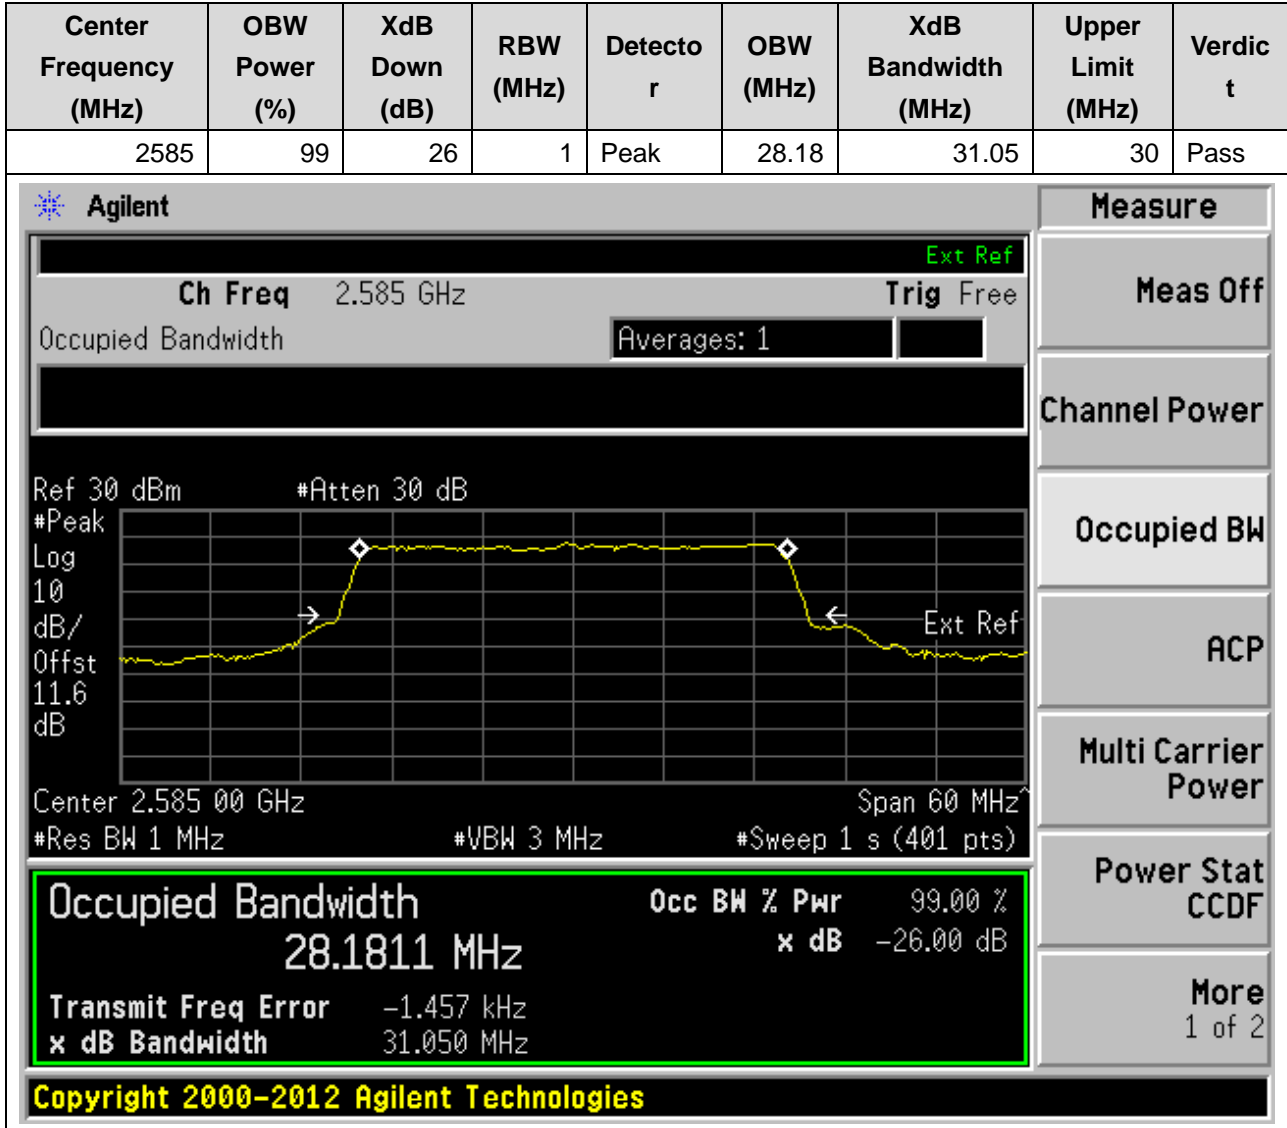 Center Frequency (MHz) OBW Power (%) XdB Down (dB) RBW (MHz) Detecto r OBW (MHz) XdB Bandwidth (MHz) Upper Limit (MHz) Verdic t
2585 99 26 1 Peak 28.18 31.05 30 Pass
Agilent
Measure
Ext Ref
Ch Freq 2.585 GHz Trig Free
Meas Off
Occupied Bandwidth Averages: 1
Channel Power
Ref 30 dBm #Atten 30 dB
#Peak
Log
10
dB/
Offst
11.6
dB
Ext Ref
Occupied BW
ACP
Center 2.585 00 GHz Span 60 MHz^
#Res BW 1 MHz #VBW 3 MHz #Sweep 1 s (401 pts)
Multi Carrier
Power
Occupied Bandwidth Occ BW % Pwr 99.00 %
28.1811 MHz x dB -26.00 dB
Power Stat
CCDF
Transmit Freq Error -1.457 kHz
x dB Bandwidth 31.050 MHz
More
1 of 2
Copyright 2000-2012 Agilent Technologies